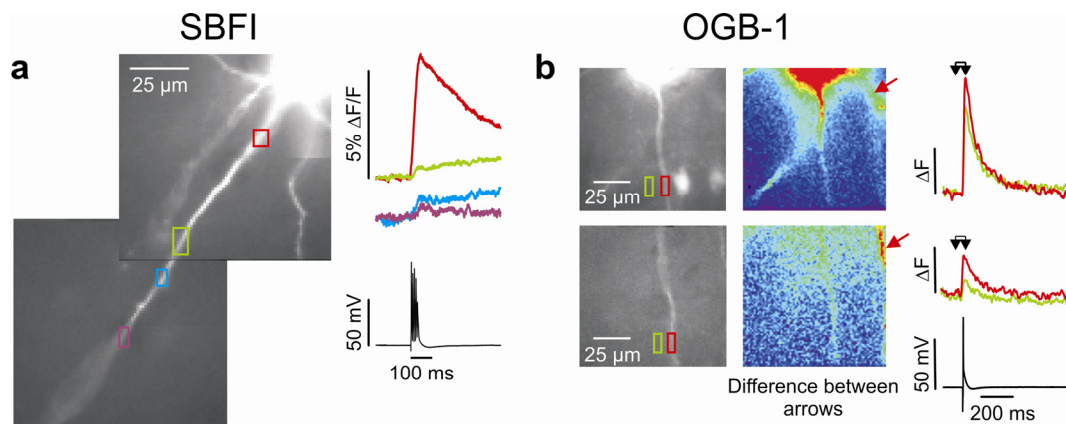 SBFI
OGB-1
a
25 µm
5% ΔF/F
50 mV
100 ms
b
25 µm
ΔF
25 µm
ΔF
Difference between
arrows
50 mV
200 ms